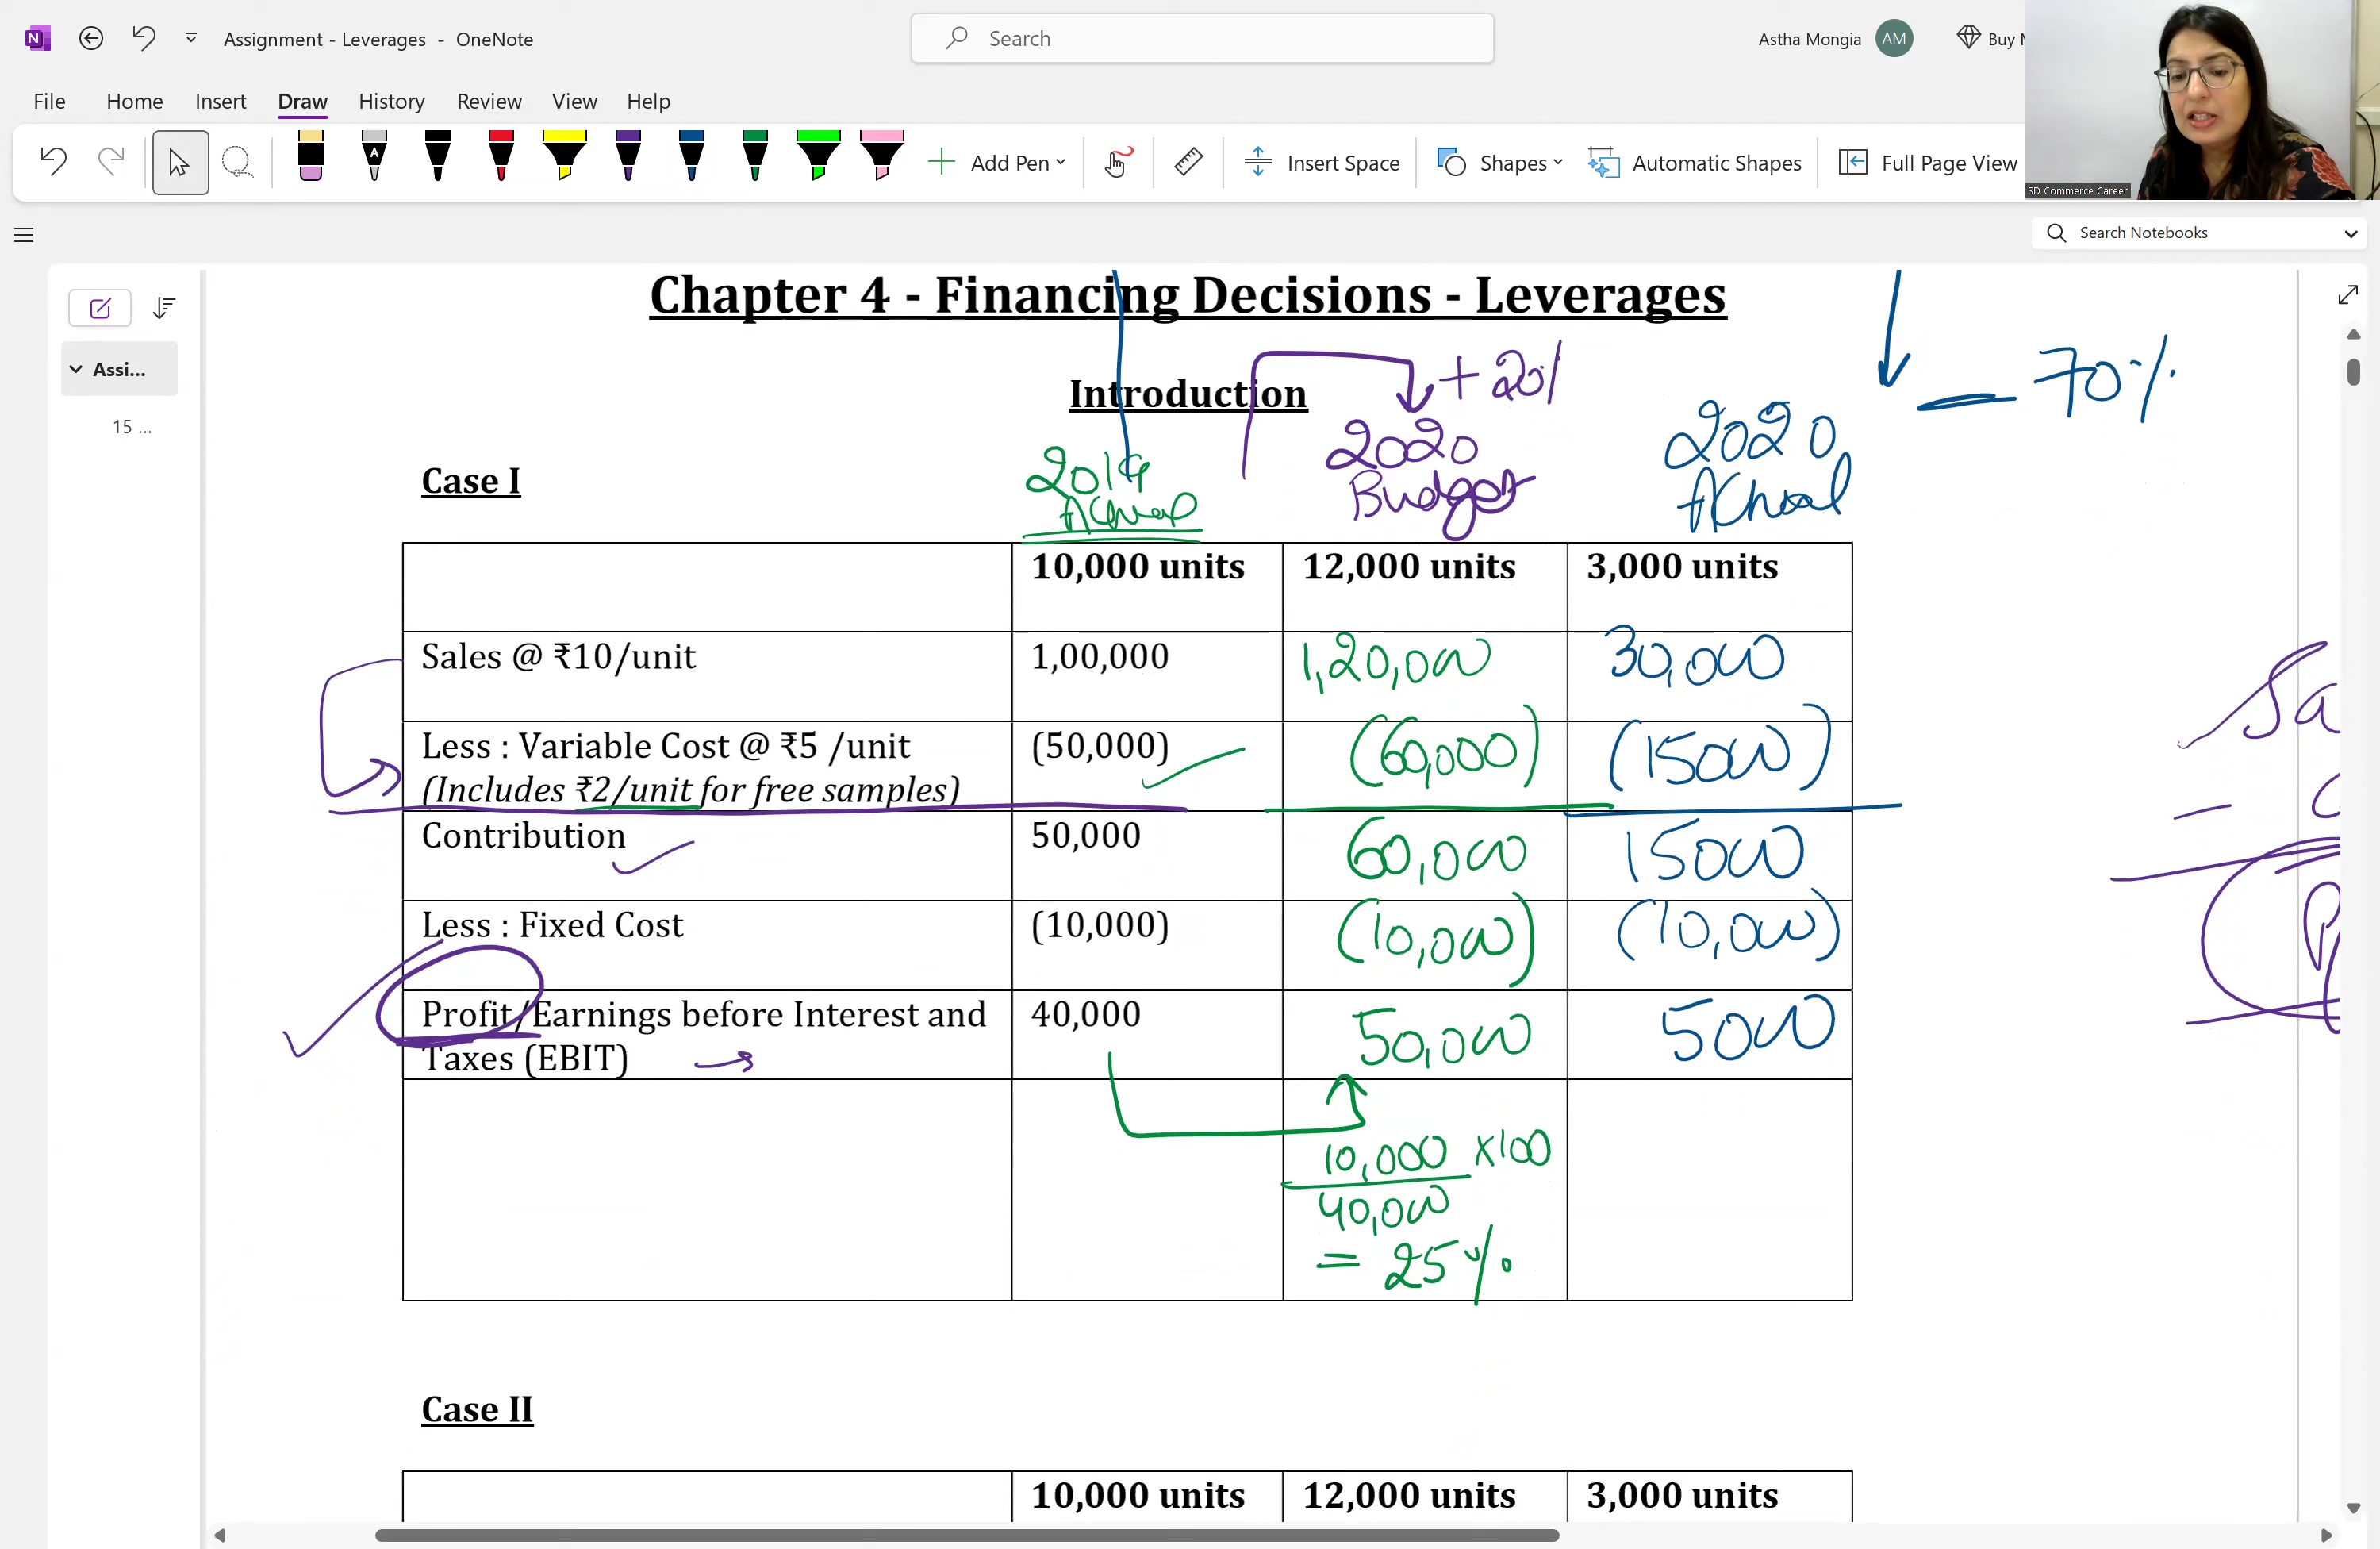 Assignment - Leverages - OneNote
Search
Astha Mongia AM
Buy
File Home Insert Draw History Review View Help
Add Pen Insert Space Shapes Automatic Shapes Full Page View
SD Commerce Career
Search Notebooks
Assi...
15 ...
Chapter 4 - Financing Decisions - Leverages
Introduction
+20%
70%
Case I
2019 Actual
2020 Budget
2020 Actual
10,000 units 12,000 units 3,000 units
Sales @ ₹10/unit 1,00,000 1,20,000 30,000
Less : Variable Cost @ ₹5 /unit (50,000) (60,000) (15000)
(Includes ₹2/unit for free samples)
Contribution 50,000 60,000 15000
Less : Fixed Cost (10,000) (10,000) (10,000)
Profit/Earnings before Interest and 40,000 50,000 5000
Taxes (EBIT)
10,000 ×100
40,000
= 25%
Case II
10,000 units 12,000 units 3,000 units